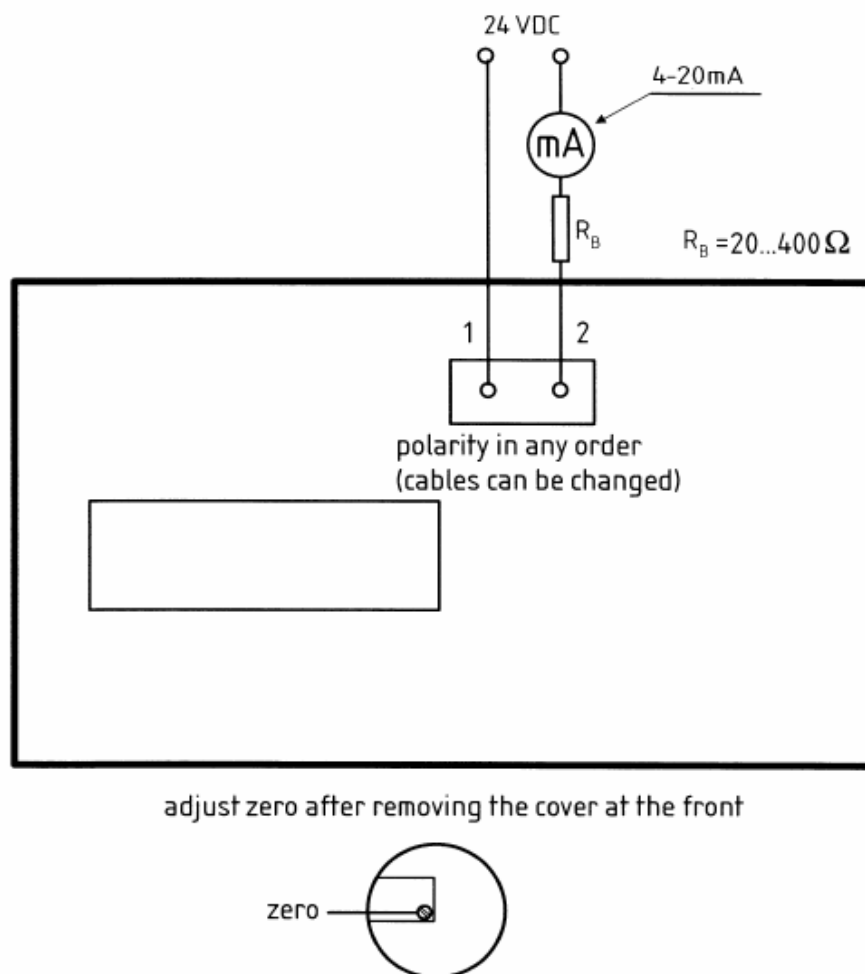 24 VDC
4-20mA
mA
R_B
R_B =20...400Ω
1
2
polarity in any order
(cables can be changed)
adjust zero after removing the cover at the front
zero